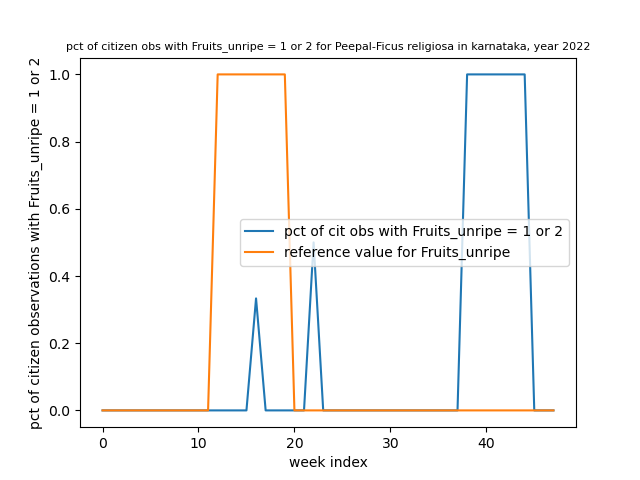 pct of citizen obs with Fruits_unripe = 1 or 2 for Peepal-Ficus religiosa in karnataka, year 2022
pct of citizen observations with Fruits_unripe = 1 or 2
1.0
0.8
0.6
0.4
0.2
0.0
pct of cit obs with Fruits_unripe = 1 or 2
reference value for Fruits_unripe
0 10 20 30 40
week index